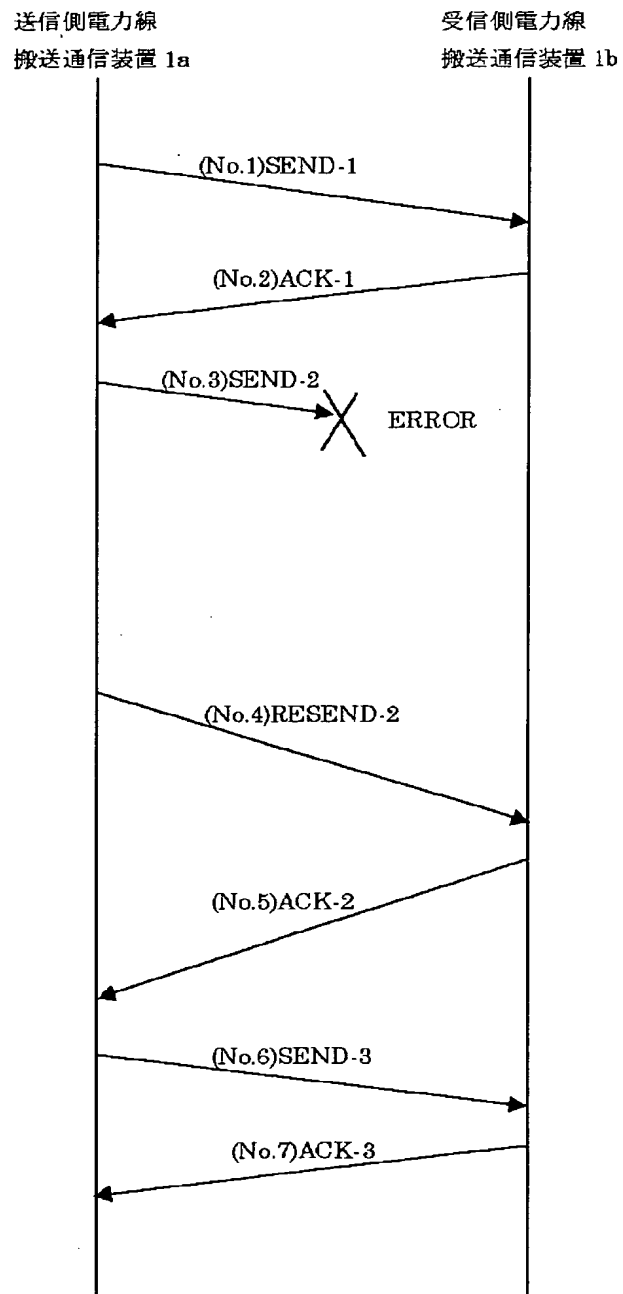 送信側電力線
搬送通信装置 1a
受信側電力線
搬送通信装置 1b
(No.1)SEND-1
(No.2)ACK-1
(No.3)SEND-2
ERROR
(No.4)RESEND-2
(No.5)ACK-2
(No.6)SEND-3
(No.7)ACK-3